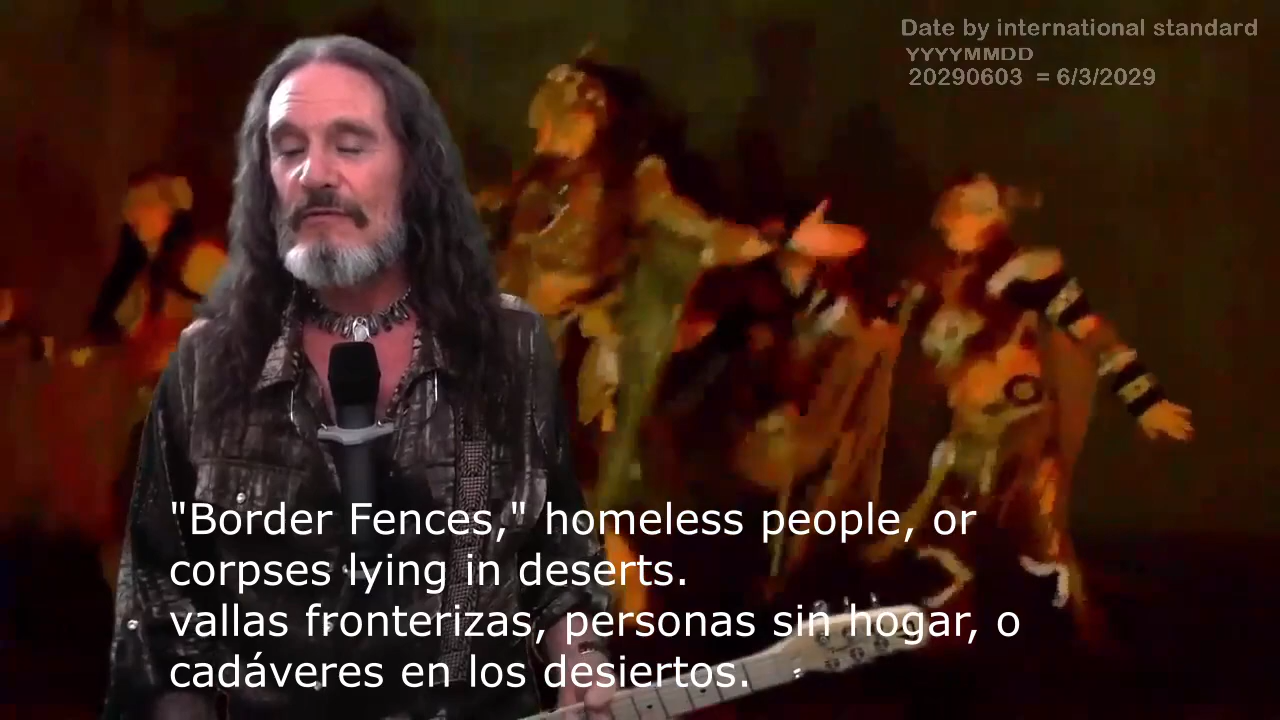 Date by international standard
YYYYMMDD
20290603 = 6/3/2029
"Border Fences," homeless people, or
corpses lying in deserts.
vallas fronterizas, personas sin hogar, o
cadáveres en los desiertos.